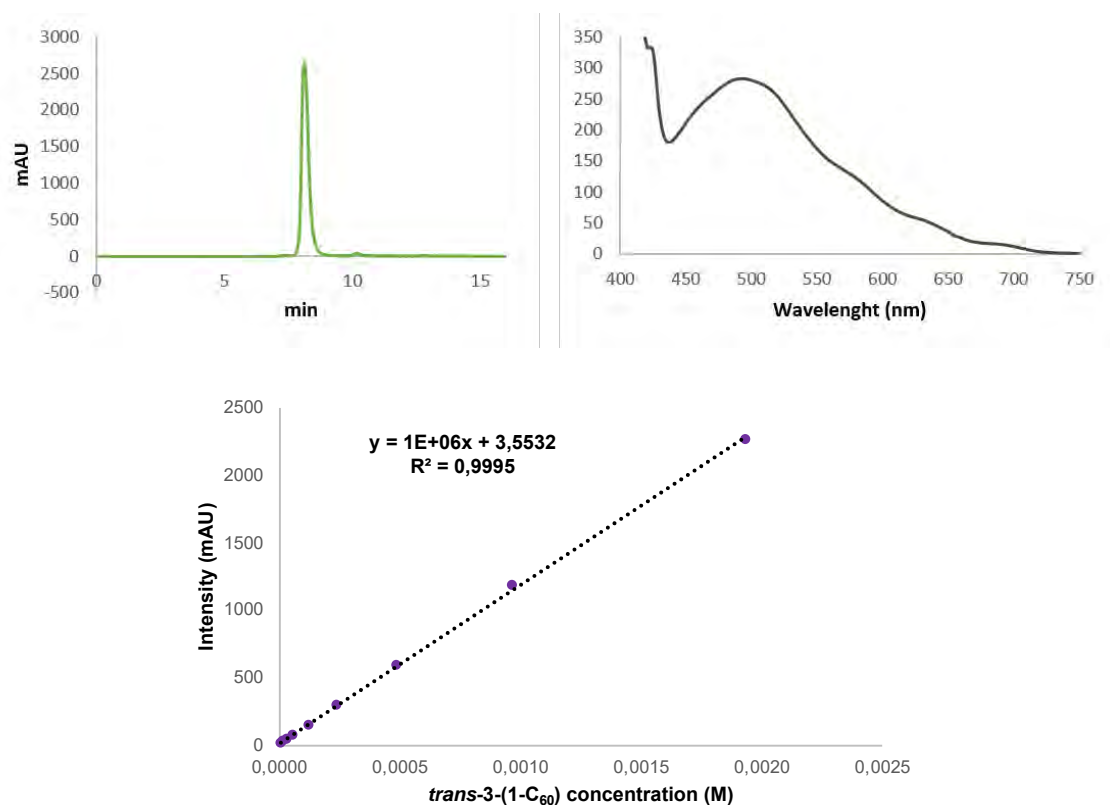 3000
2500
2000
1500
1000
500
0
-500
mAU
0 5 10 15
min
350
300
250
200
150
100
50
0
400 450 500 550 600 650 700 750
Wavelenght (nm)
2500
2000
1500
1000
500
0
Intensity (mAU)
y = 1E+06x + 3,5532
R² = 0,9995
0,0000 0,0005 0,0010 0,0015 0,0020 0,0025
trans-3-(1-C₆₀) concentration (M)